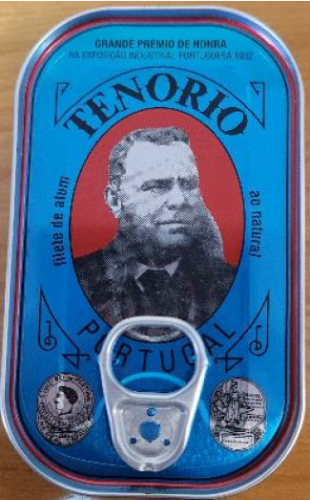 GRANDE PRÉMIO DE HONRA
NA EXPOSIÇÃO INDUSTRIAL PORTUGUESA 1932
TENORIO
filete de atum
ao natural
PORTUGAL